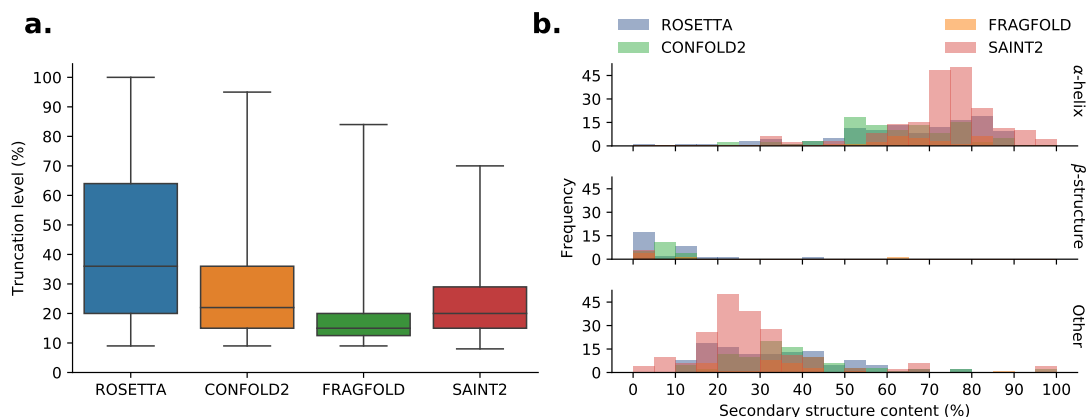 a.
Truncation level (%)
100
90
80
70
60
50
40
30
20
10
0
ROSETTA CONFOLD2 FRAGFOLD SAINT2
b.
ROSETTA FRAGFOLD
CONFOLD2 SAINT2
Frequency
45
30
15
0
α-helix
45
30
15
0
β-structure
45
30
15
0
Other
0 10 20 30 40 50 60 70 80 90 100
Secondary structure content (%)